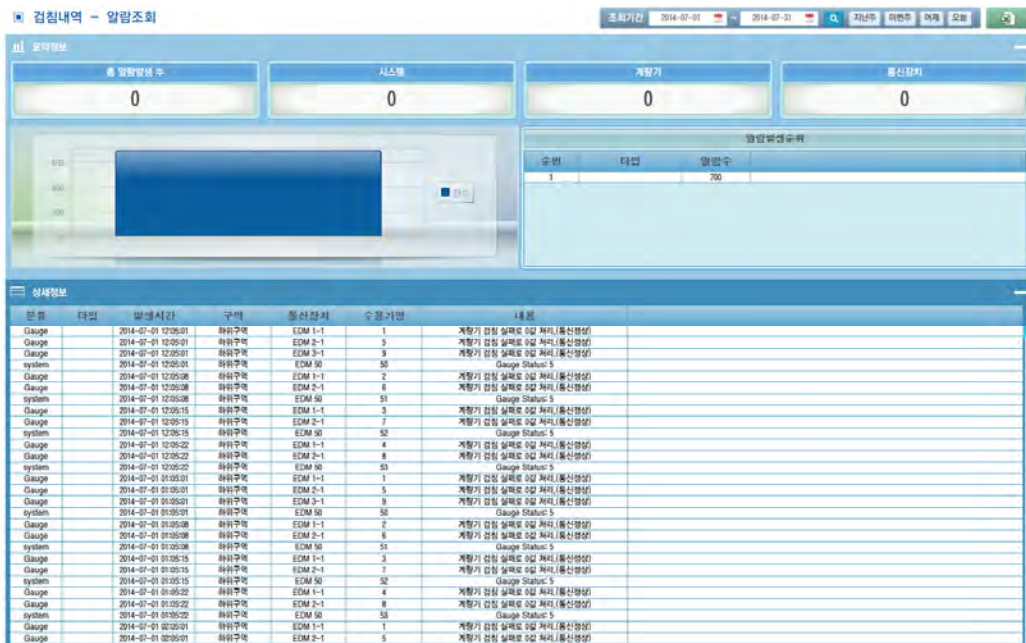 검침내역 - 알람조회
조회기간 2014-07-01 ~ 2014-07-31 지난주 이번주 어제 오늘
요약정보
총 알람발생 수 시스템 계량기 통신장치
0 0 0 0
알람발생순위
순번 타입 알람수
1 700
상세정보
분류 타입 발생시간 구역 통신장치 수용가명 내용
Gauge 2014-07-01 12:05:01 하위구역 EDM 1-1 1 계량기 검침 실패로 0값 처리,(통신정상)
Gauge 2014-07-01 12:05:01 하위구역 EDM 2-1 5 계량기 검침 실패로 0값 처리,(통신정상)
Gauge 2014-07-01 12:05:01 하위구역 EDM 3-1 9 계량기 검침 실패로 0값 처리,(통신정상)
system 2014-07-01 12:05:01 하위구역 EDM 50 50 Gauge Status: 5
Gauge 2014-07-01 12:05:08 하위구역 EDM 1-1 2 계량기 검침 실패로 0값 처리,(통신정상)
Gauge 2014-07-01 12:05:08 하위구역 EDM 2-1 6 계량기 검침 실패로 0값 처리,(통신정상)
system 2014-07-01 12:05:08 하위구역 EDM 50 51 Gauge Status: 5
Gauge 2014-07-01 12:05:15 하위구역 EDM 1-1 3 계량기 검침 실패로 0값 처리,(통신정상)
Gauge 2014-07-01 12:05:15 하위구역 EDM 2-1 7 계량기 검침 실패로 0값 처리,(통신정상)
system 2014-07-01 12:05:15 하위구역 EDM 50 52 Gauge Status: 5
Gauge 2014-07-01 12:05:22 하위구역 EDM 1-1 4 계량기 검침 실패로 0값 처리,(통신정상)
Gauge 2014-07-01 12:05:22 하위구역 EDM 2-1 8 계량기 검침 실패로 0값 처리,(통신정상)
system 2014-07-01 12:05:22 하위구역 EDM 50 53 Gauge Status: 5
Gauge 2014-07-01 01:05:01 하위구역 EDM 1-1 1 계량기 검침 실패로 0값 처리,(통신정상)
Gauge 2014-07-01 01:05:01 하위구역 EDM 2-1 5 계량기 검침 실패로 0값 처리,(통신정상)
Gauge 2014-07-01 01:05:01 하위구역 EDM 3-1 9 계량기 검침 실패로 0값 처리,(통신정상)
system 2014-07-01 01:05:01 하위구역 EDM 50 50 Gauge Status: 5
Gauge 2014-07-01 01:05:08 하위구역 EDM 1-1 2 계량기 검침 실패로 0값 처리,(통신정상)
Gauge 2014-07-01 01:05:08 하위구역 EDM 2-1 6 계량기 검침 실패로 0값 처리,(통신정상)
system 2014-07-01 01:05:08 하위구역 EDM 50 51 Gauge Status: 5
Gauge 2014-07-01 01:05:15 하위구역 EDM 1-1 3 계량기 검침 실패로 0값 처리,(통신정상)
Gauge 2014-07-01 01:05:15 하위구역 EDM 2-1 7 계량기 검침 실패로 0값 처리,(통신정상)
system 2014-07-01 01:05:15 하위구역 EDM 50 52 Gauge Status: 5
Gauge 2014-07-01 01:05:22 하위구역 EDM 1-1 4 계량기 검침 실패로 0값 처리,(통신정상)
Gauge 2014-07-01 01:05:22 하위구역 EDM 2-1 8 계량기 검침 실패로 0값 처리,(통신정상)
system 2014-07-01 01:05:22 하위구역 EDM 50 53 Gauge Status: 5
Gauge 2014-07-01 02:05:01 하위구역 EDM 1-1 1 계량기 검침 실패로 0값 처리,(통신정상)
Gauge 2014-07-01 02:05:01 하위구역 EDM 2-1 5 계량기 검침 실패로 0값 처리,(통신정상)